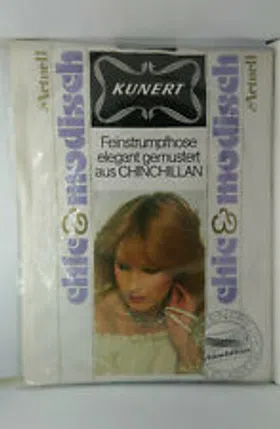 KUNERT
Feinstrumpfhose
elegant gemustert
aus CHINCHILLAN
Aktuell
chic & modisch
Aktuell
chic & modisch